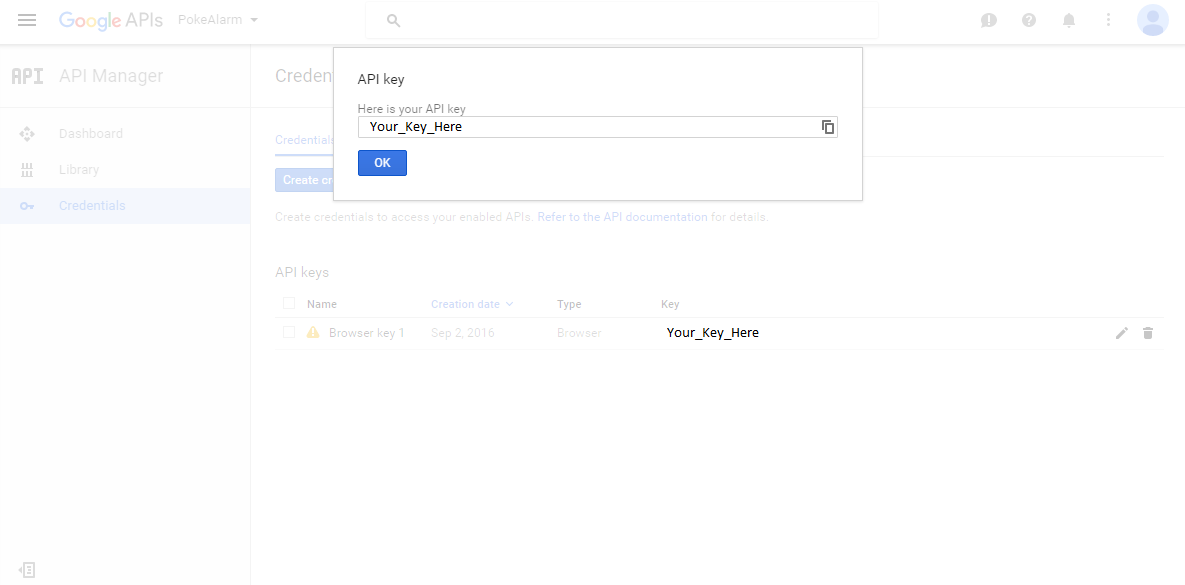 Google APIs PokeAlarm
API API Manager
Creden
API key
Here is your API key
Your_Key_Here
OK
Dashboard
Library
Credentials
Credentials
Create cr
Create credentials to access your enabled APIs. Refer to the API documentation for details.
API keys
Name Creation date Type Key
Browser key 1 Sep 2, 2016 Browser Your_Key_Here